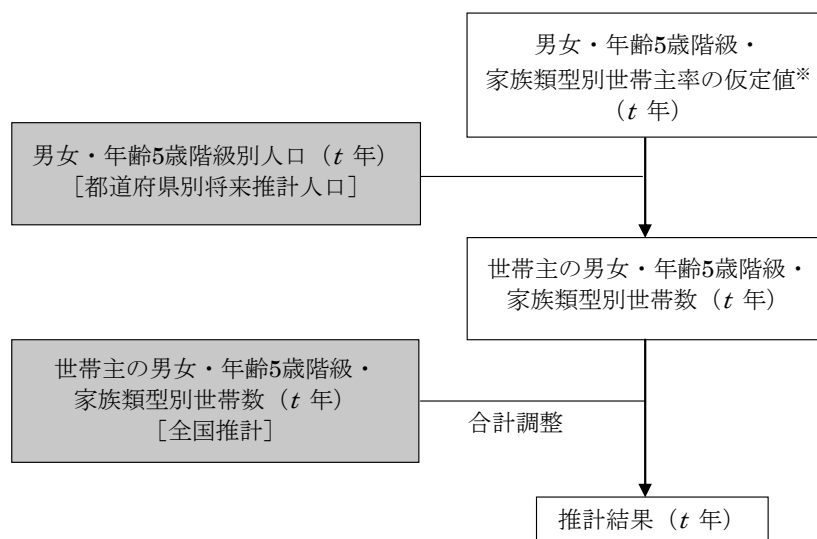 男女・年齢5歳階級・
家族類型別世帯主率の仮定値※
（t 年）
男女・年齢5歳階級別人口（t 年）
［都道府県別将来推計人口］
世帯主の男女・年齢5歳階級・
家族類型別世帯数（t 年）
世帯主の男女・年齢5歳階級・
家族類型別世帯数（t 年）
［全国推計］
合計調整
推計結果（t 年）